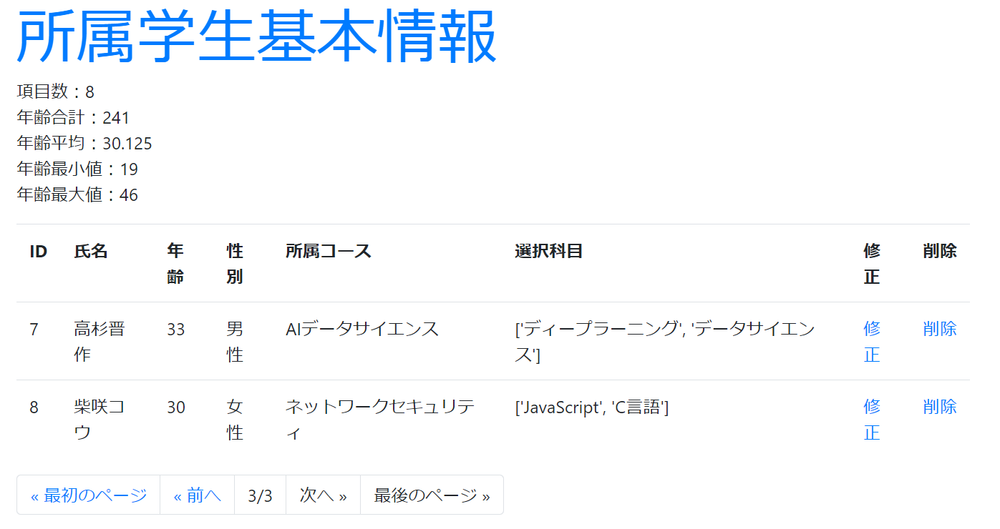 所属学生基本情報
項目数：8
年齢合計：241
年齢平均：30.125
年齢最小値：19
年齢最大値：46
ID 氏名 年齢 性別 所属コース 選択科目 修正 削除
7 高杉晋作 33 男性 AIデータサイエンス ['ディープラーニング', 'データサイエンス'] 修正 削除
8 柴咲コウ 30 女性 ネットワークセキュリティ ['JavaScript', 'C言語'] 修正 削除
« 最初のページ « 前へ 3/3 次へ » 最後のページ »